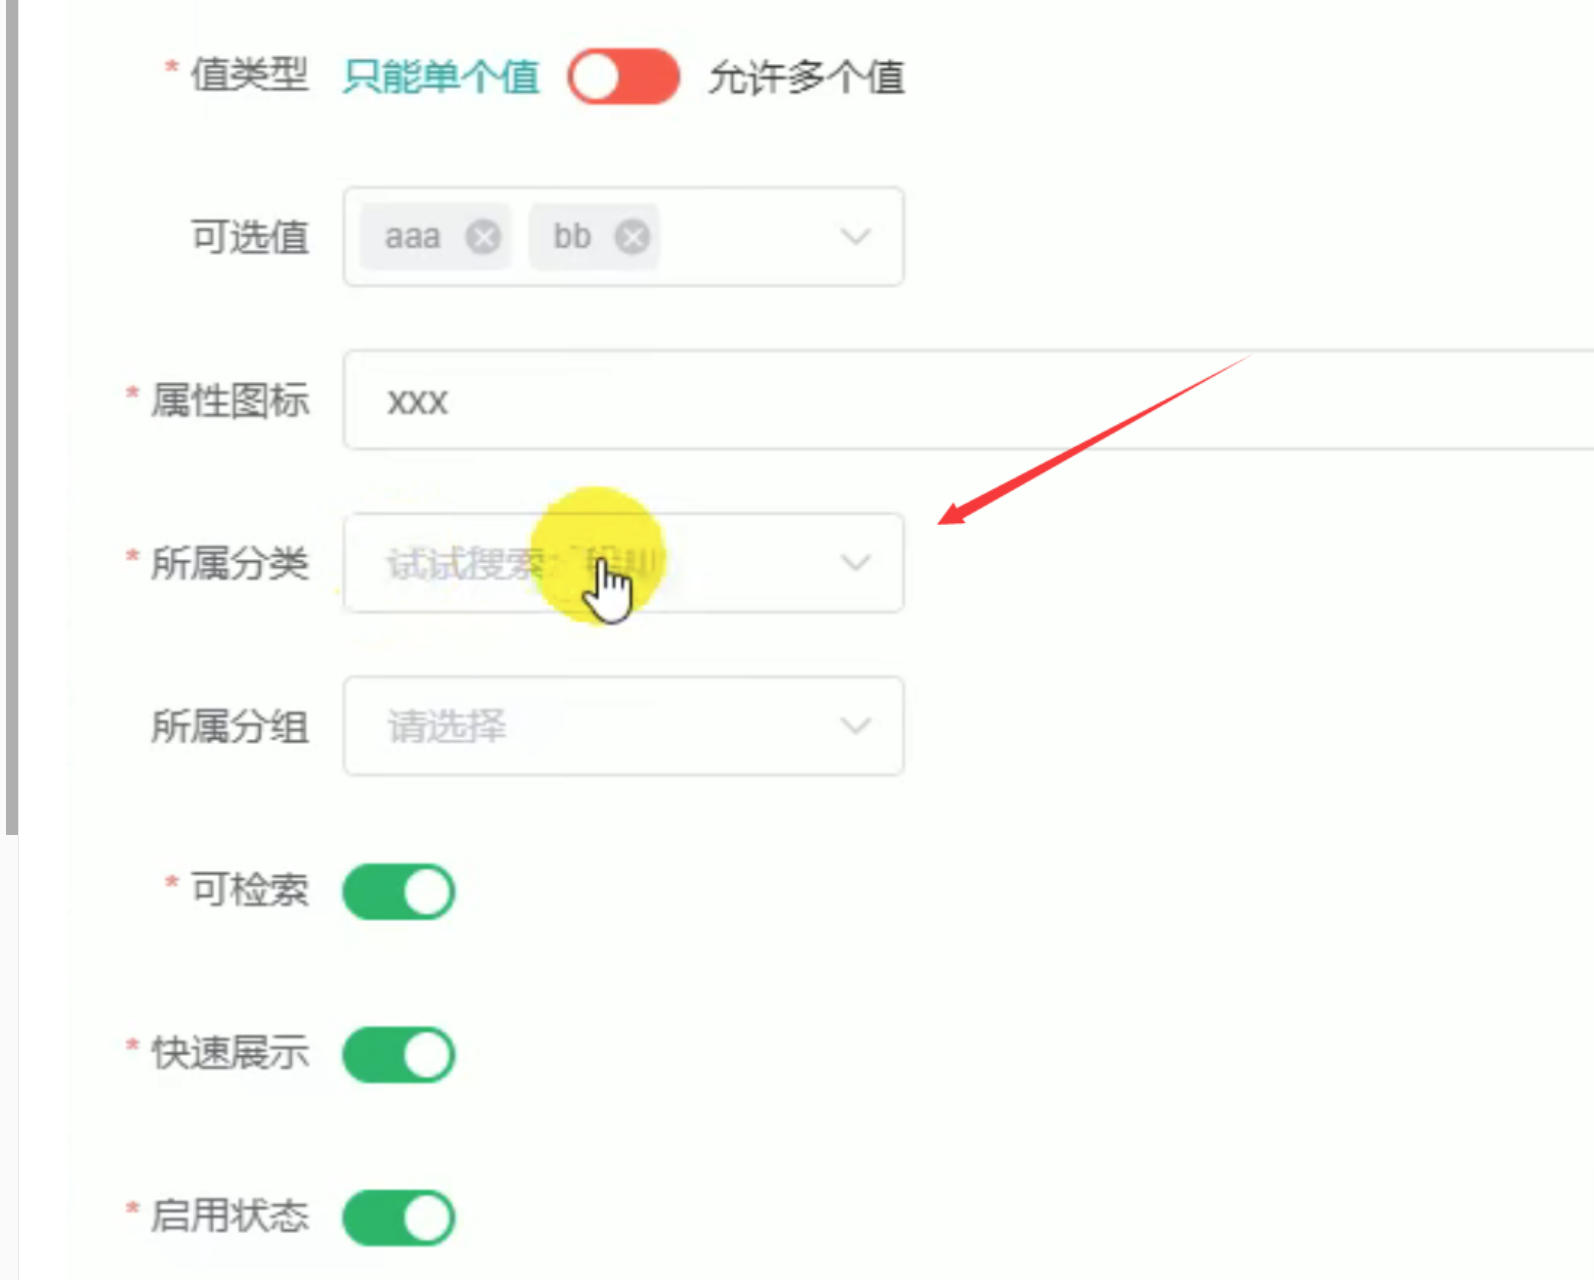 * 值类型 只能单个值 允许多个值
可选值 aaa bb
* 属性图标 xxx
* 所属分类 试试搜索:
所属分组 请选择
* 可检索
* 快速展示
* 启用状态